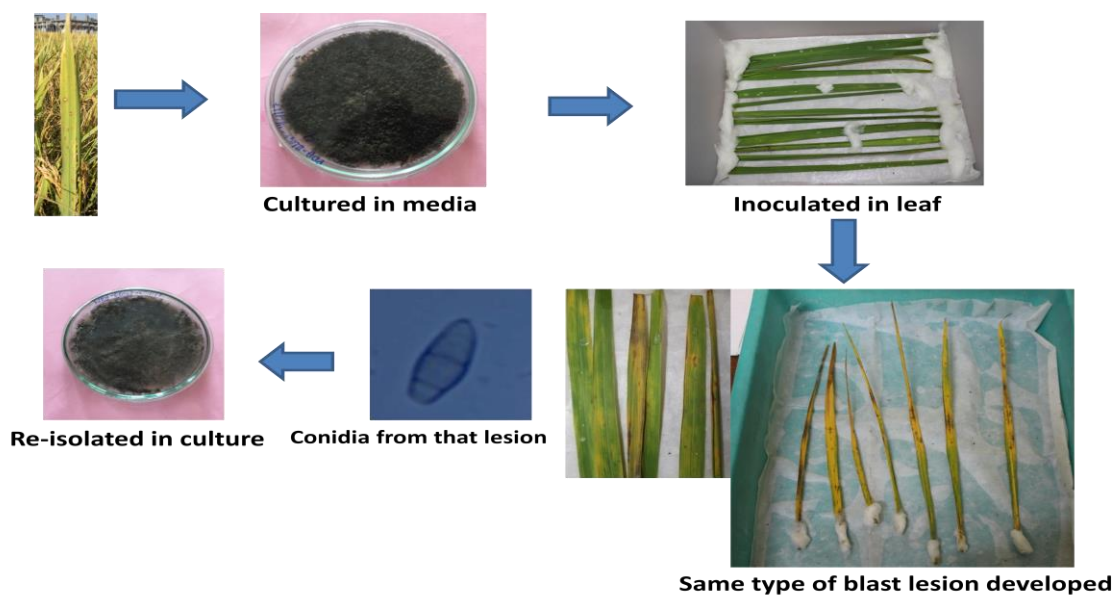 Cultured in media
Inoculated in leaf
Re-isolated in culture
Conidia from that lesion
Same type of blast lesion developed